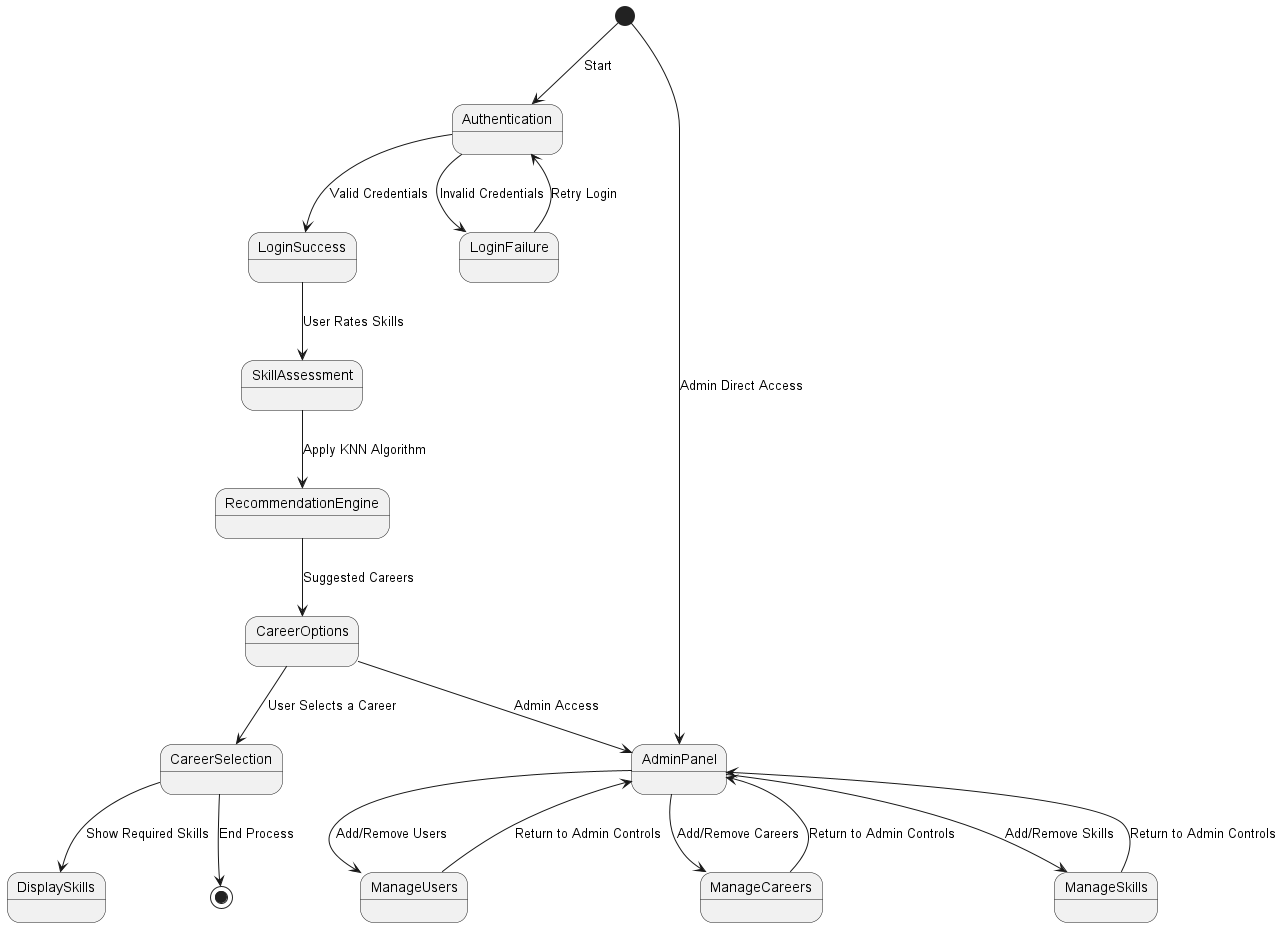 Start
Authentication
Valid Credentials
Invalid Credentials
Retry Login
LoginSuccess
LoginFailure
User Rates Skills
SkillAssessment
Admin Direct Access
Apply KNN Algorithm
RecommendationEngine
Suggested Careers
CareerOptions
User Selects a Career
Admin Access
CareerSelection
AdminPanel
Show Required Skills
End Process
Add/Remove Users
Return to Admin Controls
Add/Remove Careers
Return to Admin Controls
Add/Remove Skills
Return to Admin Controls
DisplaySkills
ManageUsers
ManageCareers
ManageSkills